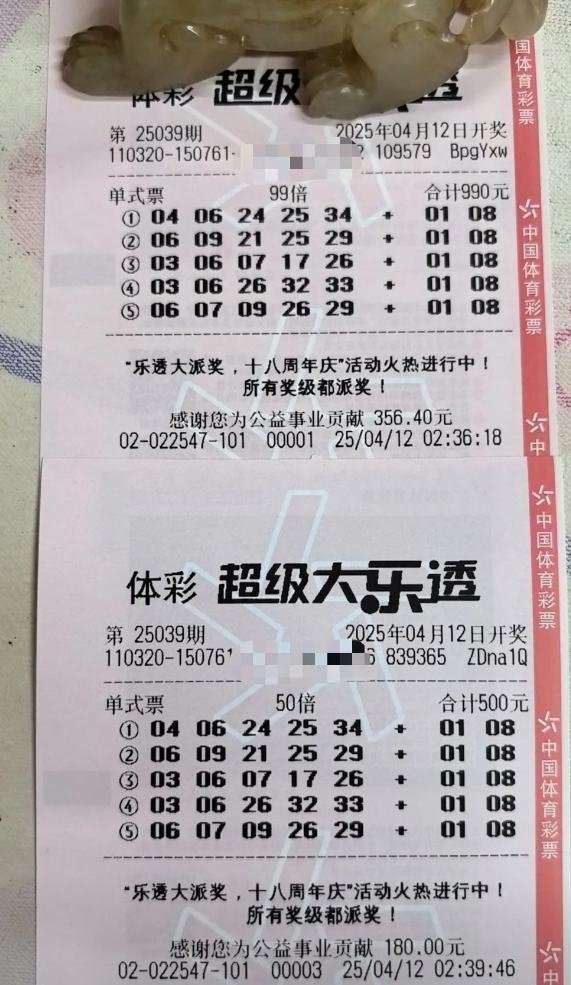 体彩 超级 透
国体育彩票
第 25039期 2025年04月12日开奖
110320-150761- 109579 BpgYxw
单式票 99倍 合计990元
① 04 06 24 25 34 + 01 08
② 06 09 21 25 29 + 01 08
③ 03 06 07 17 26 + 01 08
④ 03 06 26 32 33 + 01 08
⑤ 06 07 09 26 29 + 01 08
中国体育彩票
“乐透大派奖，十八周年庆”活动火热进行中！
所有奖级都派奖！
感谢您为公益事业贡献 356.40元
02-022547-101 00001 25/04/12 02:36:18
中
中国体育彩票
体彩 超级大乐透
第 25039期 2025年04月12日开奖
110320-15076 839365 ZDna1Q
单式票 50倍 合计500元
① 04 06 24 25 34 + 01 08
② 06 09 21 25 29 + 01 08
③ 03 06 07 17 26 + 01 08
④ 03 06 26 32 33 + 01 08
⑤ 06 07 09 26 29 + 01 08
中国体育彩票
“乐透大派奖，十八周年庆”活动火热进行中！
所有奖级都派奖！
感谢您为公益事业贡献 180.00元
02-022547-101 00003 25/04/12 02:39:46
中